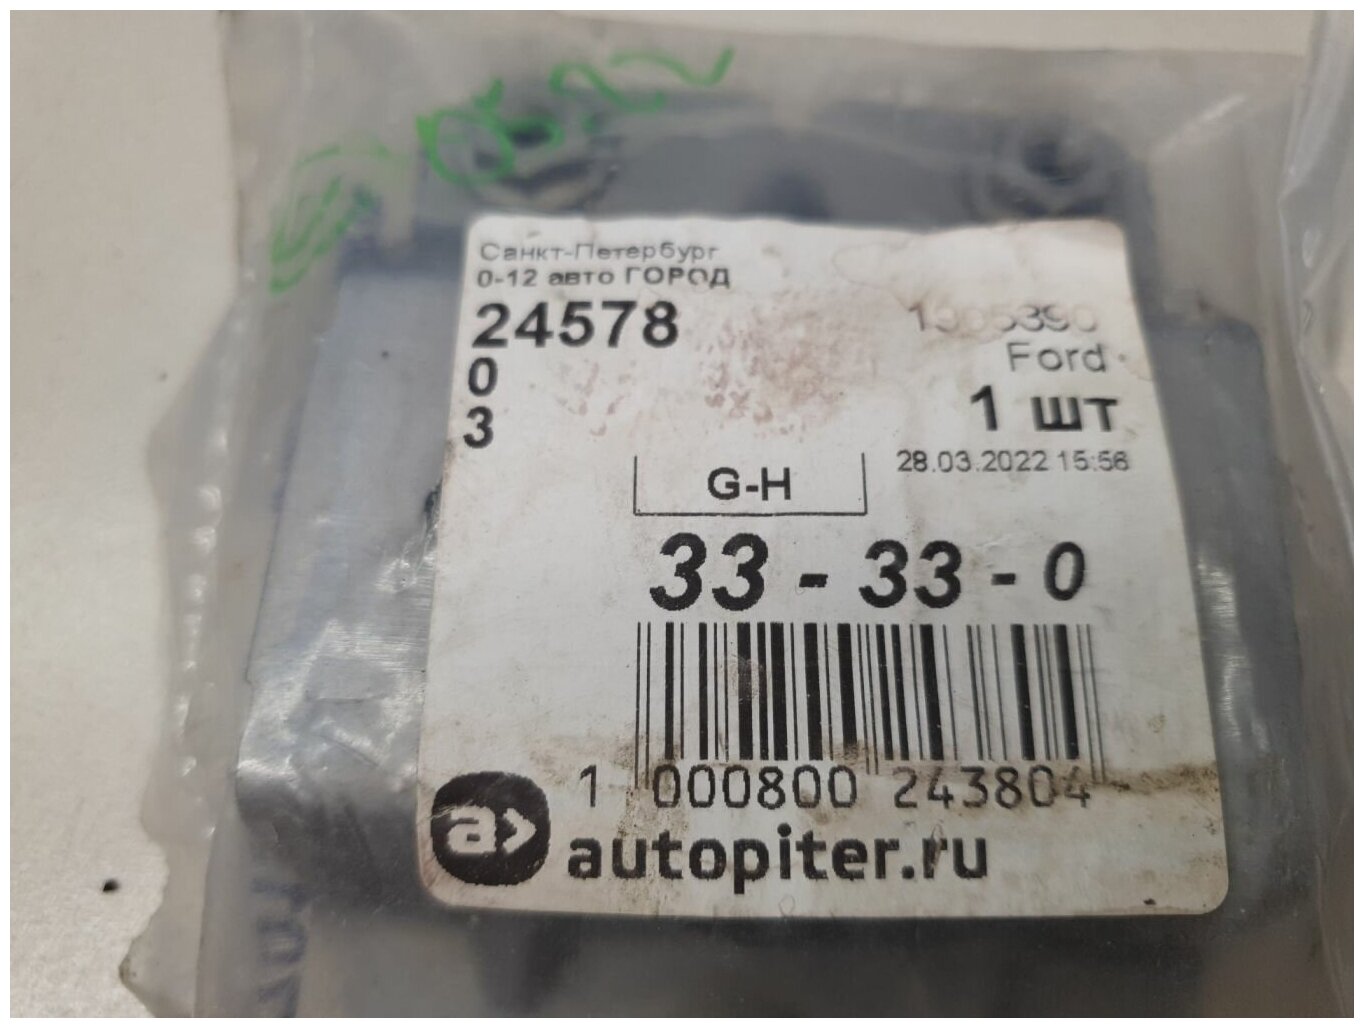 Санкт-Петербург
0-12 авто ГОРОД
24578
0
3
Ford
1 шт
28.03.2022 15:56
G-H
33 - 33 - 0
1 000800 243804
a>
autopiter.ru